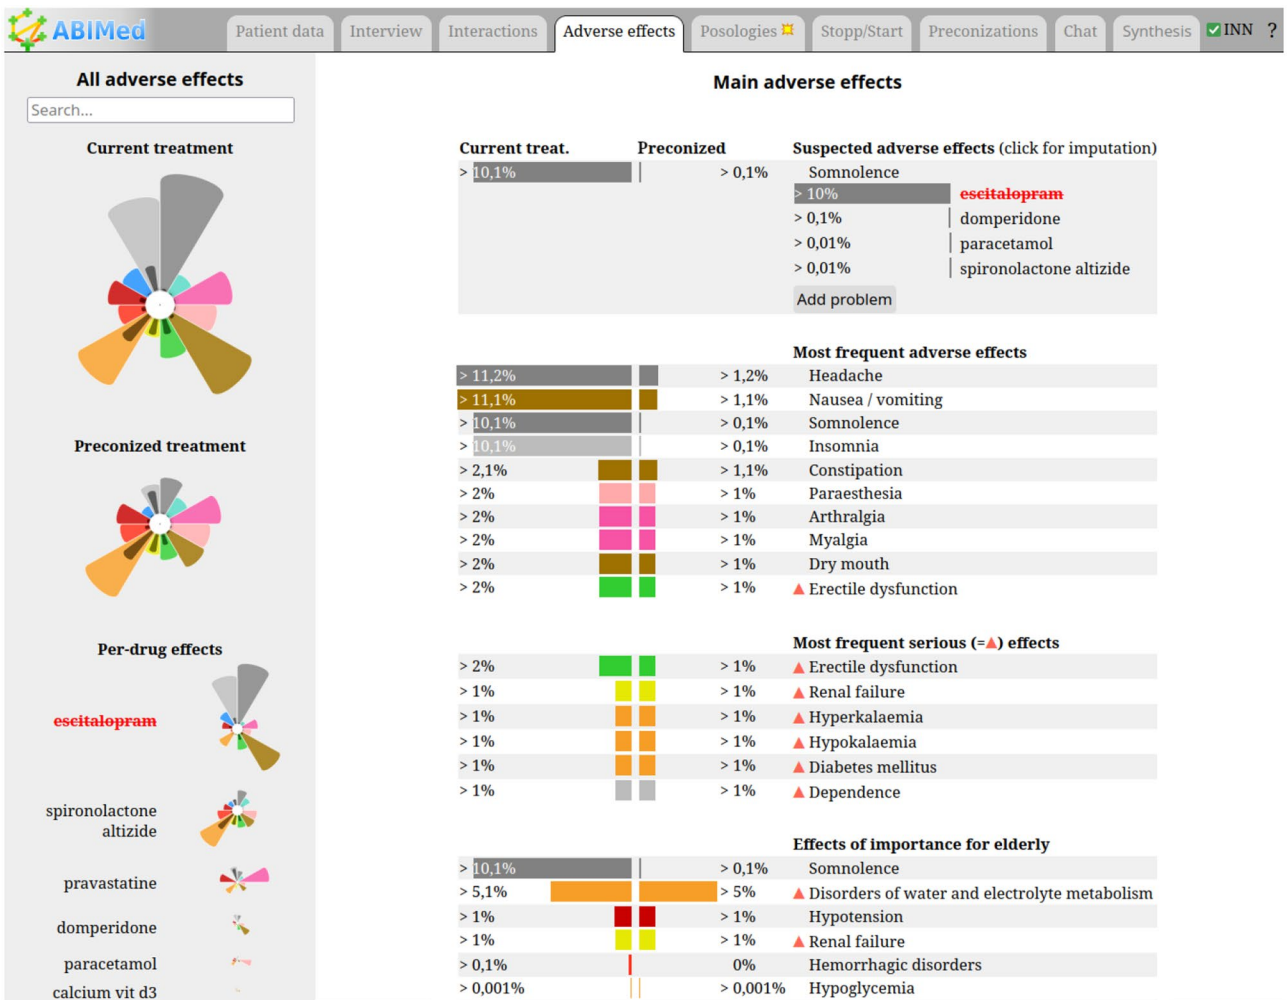 ABIMed
Patient data Interview Interactions Adverse effects Posologies Stopp/Start Preconizations Chat Synthesis INN ?
All adverse effects
Search...
Current treatment
Preconized treatment
Per-drug effects
escitalopram
spironolactone
altizide
pravastatine
domperidone
paracetamol
calcium vit d3
Main adverse effects
Current treat. Preconized Suspected adverse effects (click for imputation)
> 10,1% > 0,1% Somnolence
> 10% escitalopram
> 0,1% domperidone
> 0,01% paracetamol
> 0,01% spironolactone altizide
Add problem
Most frequent adverse effects
> 11,2% > 1,2% Headache
> 11,1% > 1,1% Nausea / vomiting
> 10,1% > 0,1% Somnolence
> 10,1% > 0,1% Insomnia
> 2,1% > 1,1% Constipation
> 2% > 1% Paraesthesia
> 2% > 1% Arthralgia
> 2% > 1% Myalgia
> 2% > 1% Dry mouth
> 2% > 1% Erectile dysfunction
Most frequent serious (=▲) effects
> 2% > 1% ▲ Erectile dysfunction
> 1% > 1% ▲ Renal failure
> 1% > 1% ▲ Hyperkalaemia
> 1% > 1% ▲ Hypokalaemia
> 1% > 1% ▲ Diabetes mellitus
> 1% > 1% ▲ Dependence
Effects of importance for elderly
> 10,1% > 0,1% Somnolence
> 5,1% > 5% ▲ Disorders of water and electrolyte metabolism
> 1% > 1% Hypotension
> 1% > 1% ▲ Renal failure
> 0,1% 0% Hemorrhagic disorders
> 0,001% > 0,001% Hypoglycemia